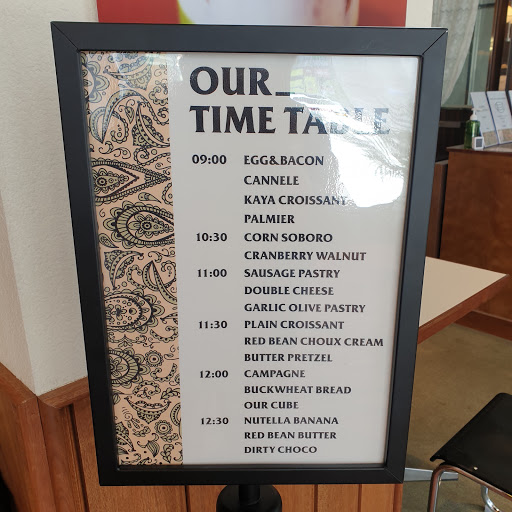 OUR_
TIME TABLE
09:00 EGG&BACON
CANNELE
KAYA CROISSANT
PALMIER
10:30 CORN SOBORO
CRANBERRY WALNUT
11:00 SAUSAGE PASTRY
DOUBLE CHEESE
GARLIC OLIVE PASTRY
11:30 PLAIN CROISSANT
RED BEAN CHOUX CREAM
BUTTER PRETZEL
12:00 CAMPAGNE
BUCKWHEAT BREAD
OUR CUBE
12:30 NUTELLA BANANA
RED BEAN BUTTER
DIRTY CHOCO